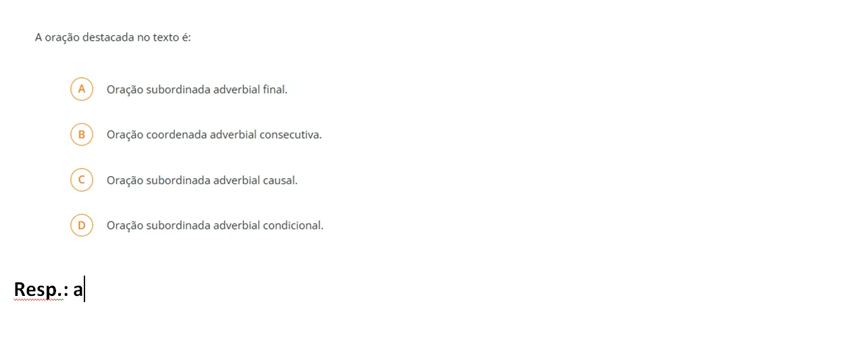 A oração destacada no texto é:
A Oração subordinada adverbial final.
B Oração coordenada adverbial consecutiva.
C Oração subordinada adverbial causal.
D Oração subordinada adverbial condicional.
Resp.: a